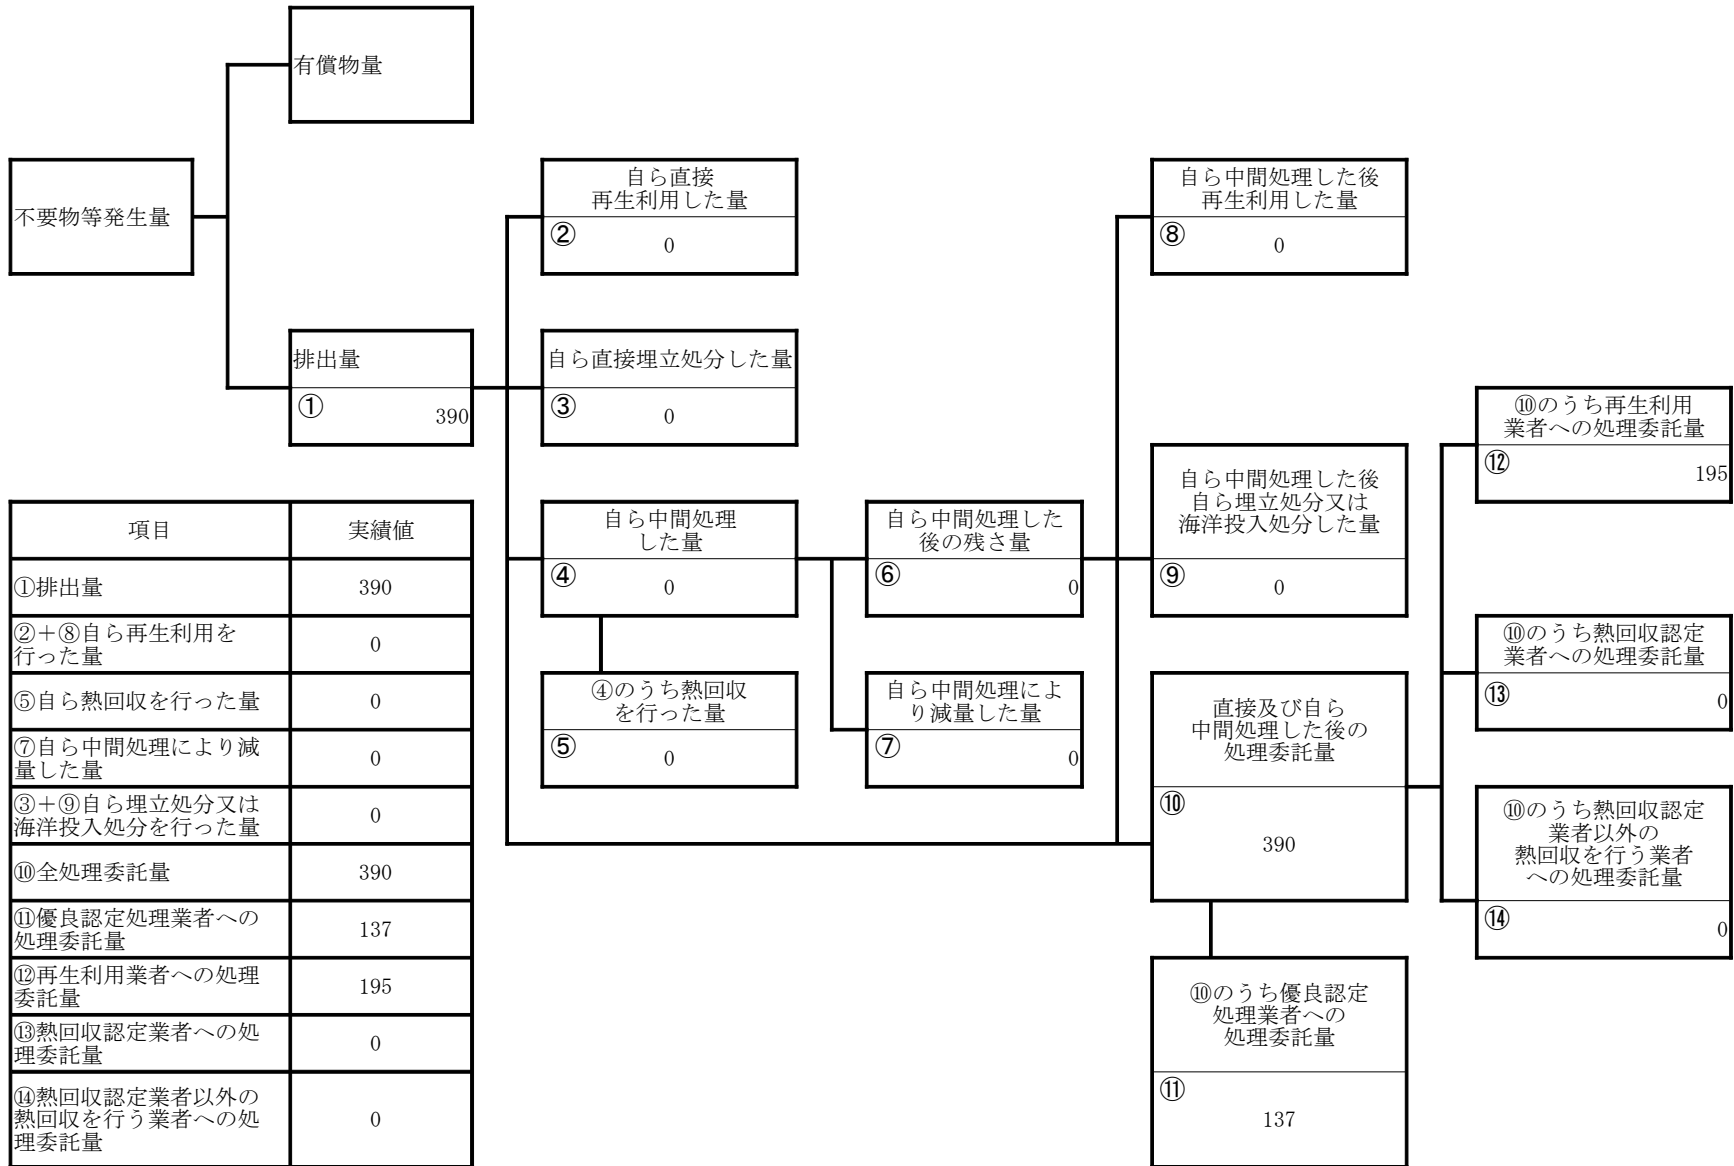 有償物量
不要物等発生量
自ら直接
再生利用した量
②
0
自ら中間処理した後
再生利用した量
⑧
0
排出量
①
390
自ら直接埋立処分した量
③
0
⑩のうち再生利用
業者への処理委託量
⑫
195
自ら中間処理
した量
④
0
自ら中間処理した
後の残さ量
⑥
0
自ら中間処理した後
自ら埋立処分又は
海洋投入処分した量
⑨
0
⑩のうち熱回収認定
業者への処理委託量
⑬
0
④のうち熱回収
を行った量
⑤
0
自ら中間処理によ
り減量した量
⑦
0
直接及び自ら
中間処理した後の
処理委託量
⑩
390
⑩のうち熱回収認定
業者以外の
熱回収を行う業者
への処理委託量
⑭
0
⑩のうち優良認定
処理業者への
処理委託量
⑪
137
項目 実績値
①排出量 390
②+⑧自ら再生利用を
行った量 0
⑤自ら熱回収を行った量 0
⑦自ら中間処理により減
量した量 0
③+⑨自ら埋立処分又は
海洋投入処分を行った量 0
⑩全処理委託量 390
⑪優良認定処理業者への
処理委託量 137
⑫再生利用業者への処理
委託量 195
⑬熱回収認定業者への処
理委託量 0
⑭熱回収認定業者以外の
熱回収を行う業者への処
理委託量 0